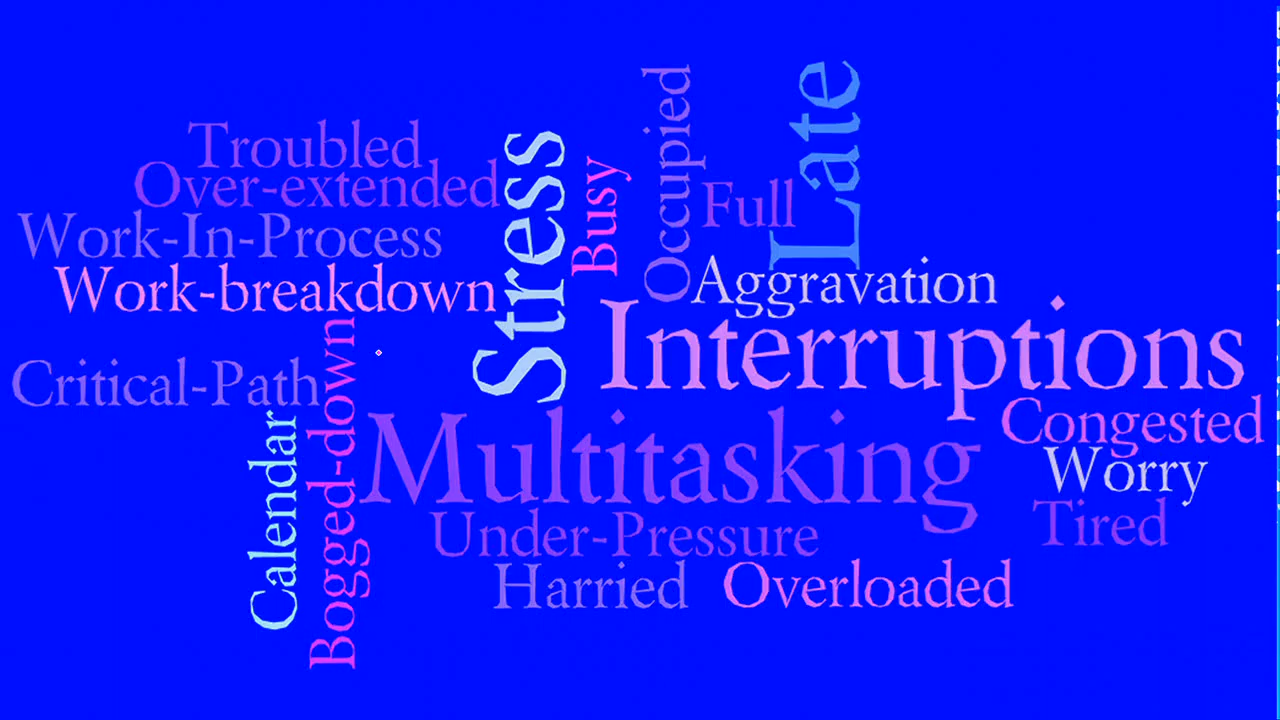 Troubled
Over-extended
Work-In-Process
Work-breakdown
Critical-Path
Calendar
Bogged-down
Stress
Busy
Occupied
Full
Late
Aggravation
Interruptions
Multitasking
Congested
Worry
Tired
Under-Pressure
Harried
Overloaded